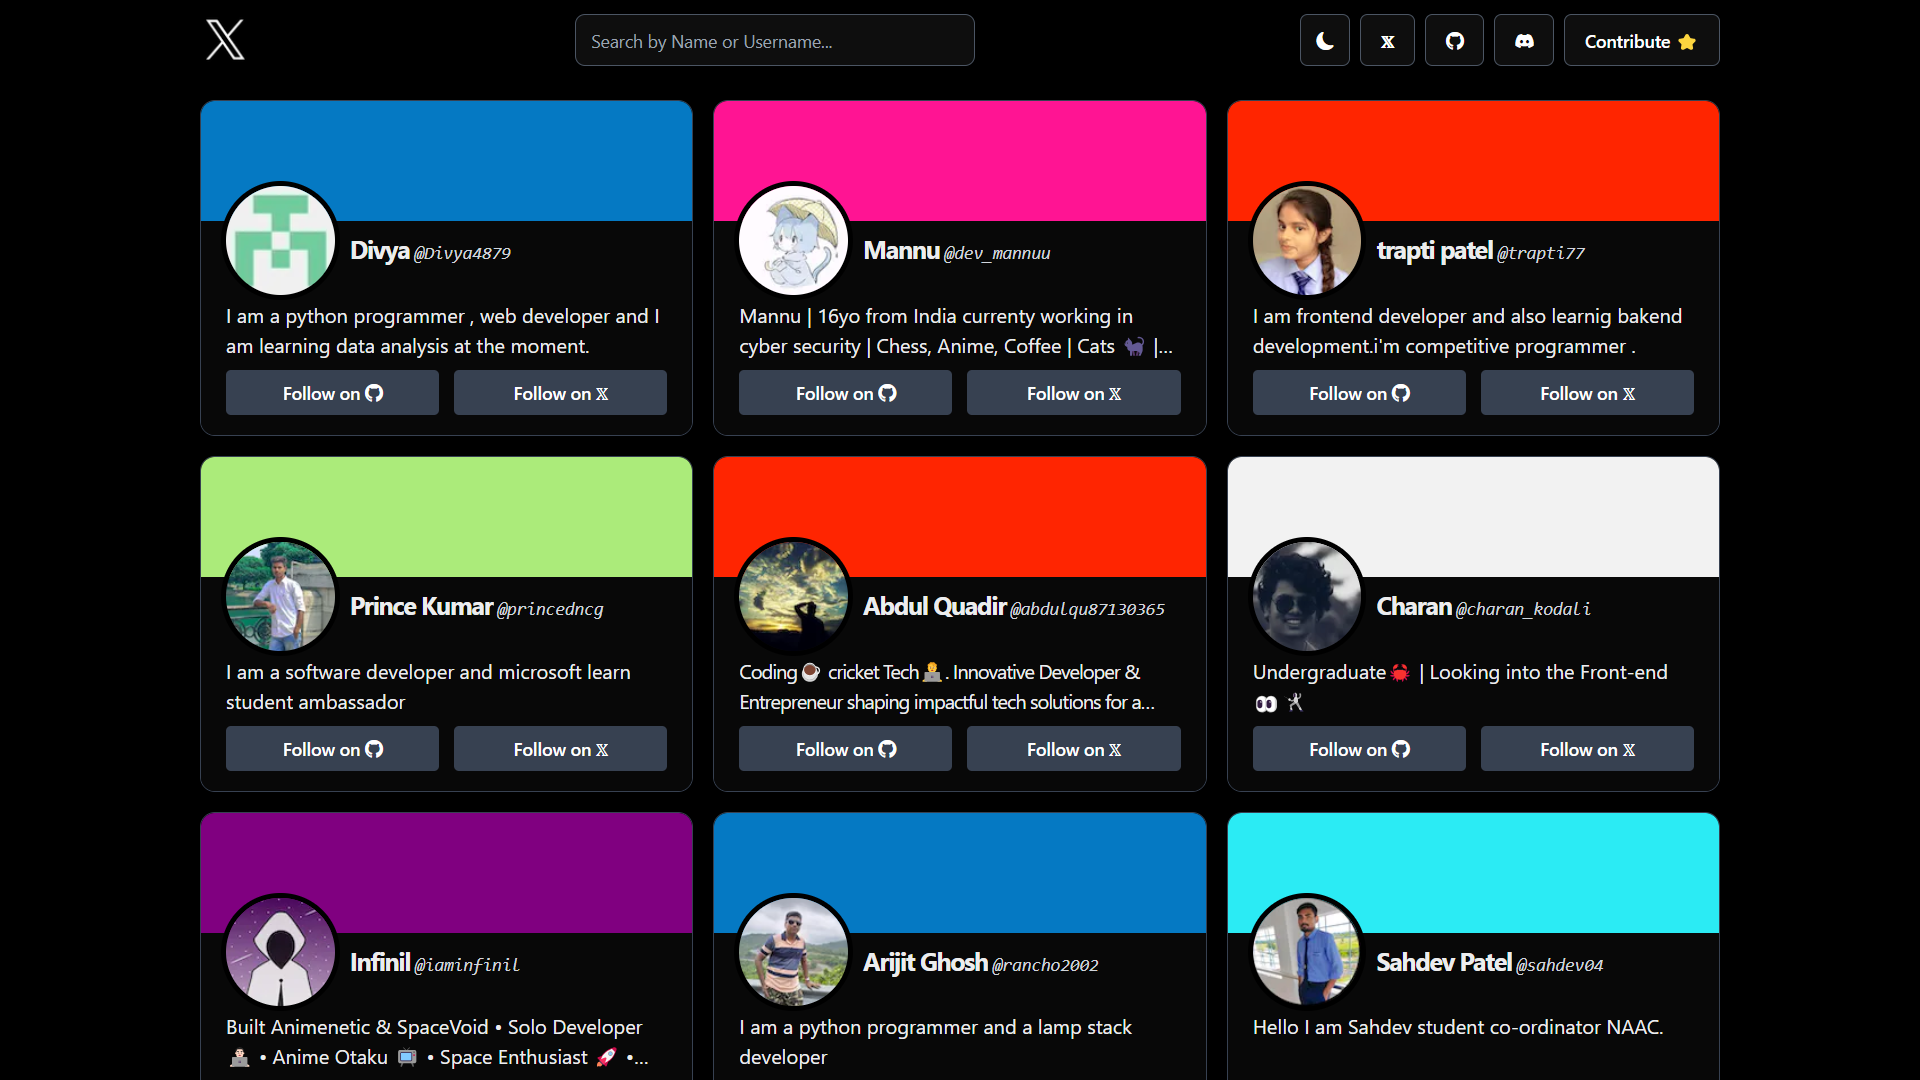 Search by Name or Username...
Contribute ⭐
Divya @Divya4879
I am a python programmer , web developer and I
am learning data analysis at the moment.
Follow on
Follow on 𝕏
Mannu @dev_mannuu
Mannu | 16yo from India currenty working in
cyber security | Chess, Anime, Coffee | Cats 🐈‍⬛ |...
Follow on
Follow on 𝕏
trapti patel @trapti77
I am frontend developer and also learnig bakend
development.i'm competitive programmer .
Follow on
Follow on 𝕏
Prince Kumar @princedncg
I am a software developer and microsoft learn
student ambassador
Follow on
Follow on 𝕏
Abdul Quadir @abdulqu87130365
Coding☕ cricket Tech👨‍💻. Innovative Developer &
Entrepreneur shaping impactful tech solutions for a...
Follow on
Follow on 𝕏
Charan @charan_kodali
Undergraduate🦀 | Looking into the Front-end
👀 🤺
Follow on
Follow on 𝕏
Infinil @iaminfinil
Built Animenetic & SpaceVoid • Solo Developer
👨🏻‍💻 • Anime Otaku 📺 • Space Enthusiast 🚀 •...
Arijit Ghosh @rancho2002
I am a python programmer and a lamp stack
developer
Sahdev Patel @sahdev04
Hello I am Sahdev student co-ordinator NAAC.